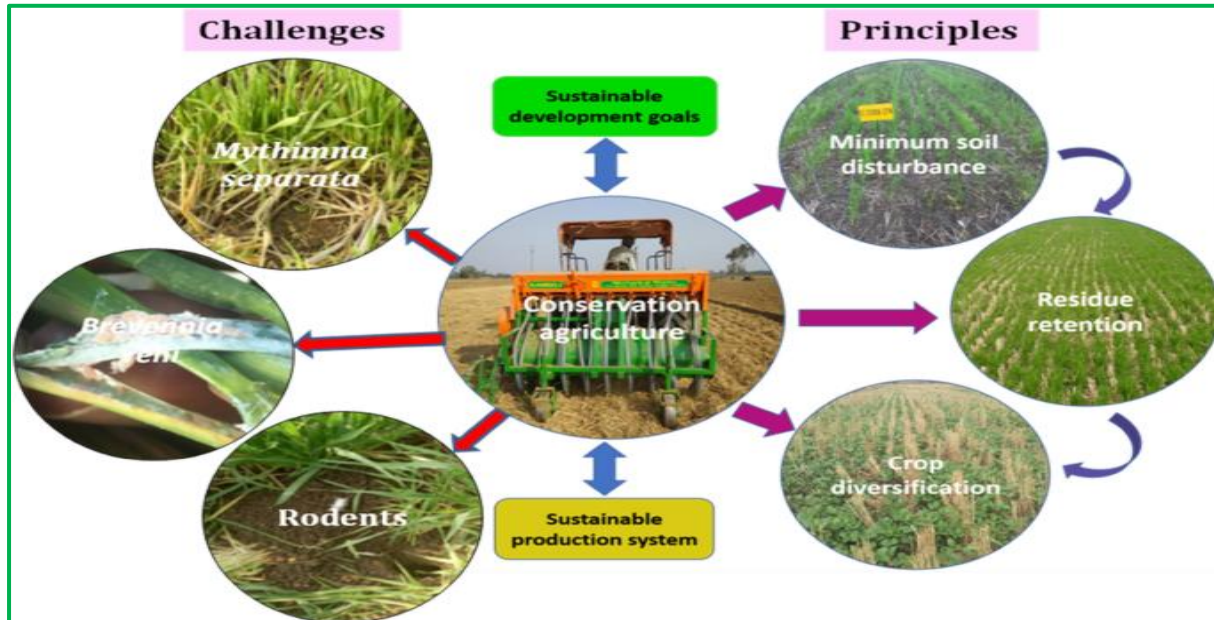 Challenges
Principles
Sustainable
development goals
Mythimna
separata
Minimum soil
disturbance
Conservation
agriculture
Residue
retention
Brevennia
Rodents
Crop
diversification
Sustainable
production system